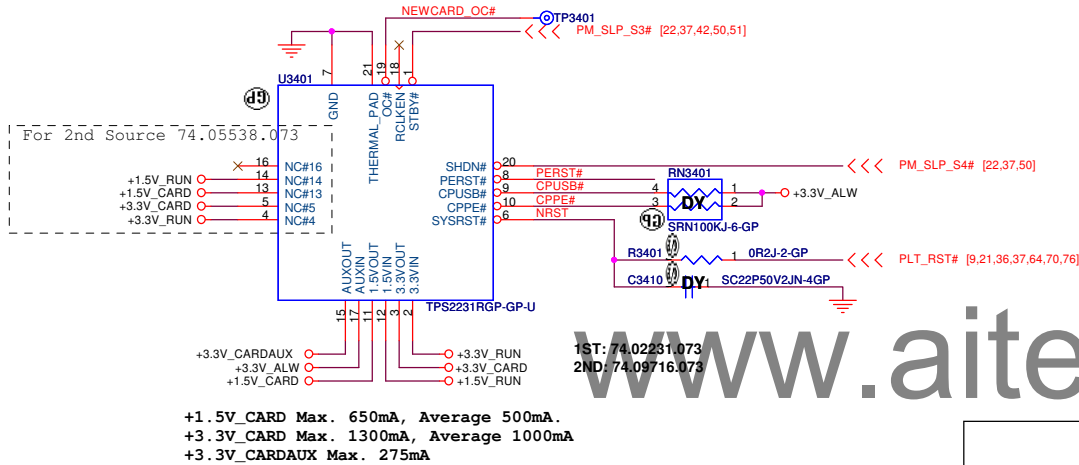 NEWCARD_OC#
TP3401
PM_SLP_S3# [22,37,42,50,51]
7
21
19
18
1
U3401
GP
GND
THERMAL_PAD
OC#
RCLKEN
STBY#
For 2nd Source 74.05538.073
16 NC#16
+1.5V_RUN 14 NC#14
+1.5V_CARD 13 NC#13
+3.3V_CARD 5 NC#5
+3.3V_RUN 4 NC#4
SHDN# 20 PM_SLP_S4# [22,37,50]
PERST# 8 PERST#
CPUSB# 9 CPUSB#
CPPE# 10 CPPE#
SYSRST# 6 NRST
RN3401
4 1
3 2
DY
+3.3V_ALW
GP
SRN100KJ-6-GP
R3401 1 0R2J-2-GP
PLT_RST# [9,21,36,37,64,70,76]
C3410 DY 1 SC22P50V2JN-4GP
AUXOUT
AUXIN
1.5VOUT
1.5VIN
3.3VOUT
3.3VIN
TPS2231RGP-GP-U
15
17
11
12
3
2
+3.3V_CARDAUX
+3.3V_ALW
+1.5V_CARD
+3.3V_RUN
+3.3V_CARD
+1.5V_RUN
1ST: 74.02231.073
2ND: 74.09716.073
www.aite
+1.5V_CARD Max. 650mA, Average 500mA.
+3.3V_CARD Max. 1300mA, Average 1000mA
+3.3V_CARDAUX Max. 275mA